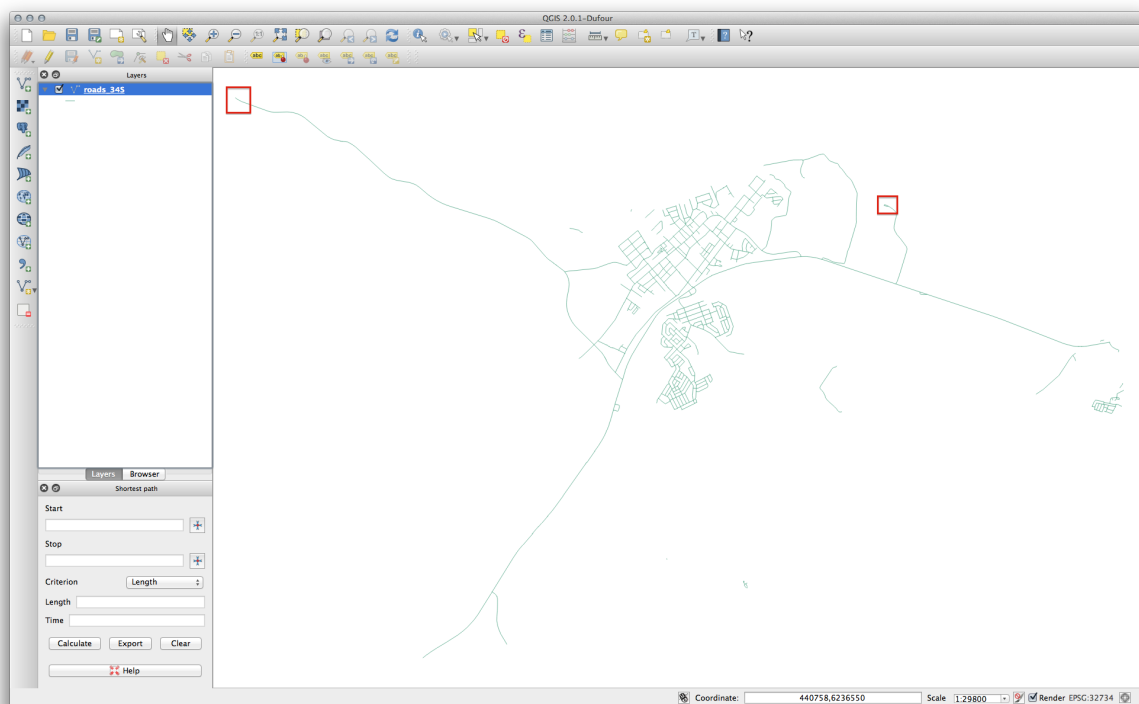 QGIS 2.0.1-Dufour
Layers
roads_34S
Layers Browser
Shortest path
Start
Stop
Criterion Length
Length
Time
Calculate Export Clear
Help
Coordinate: 440758,6236550 Scale 1:29800 Render EPSG:32734